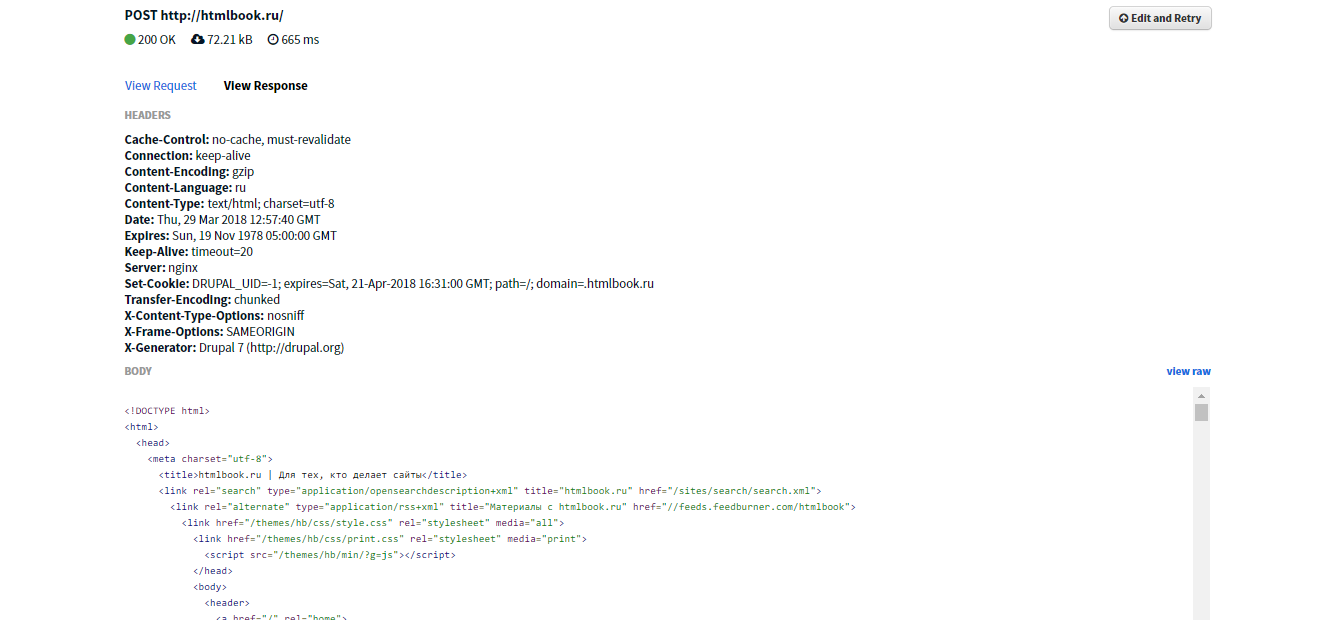 POST http://htmlbook.ru/
Edit and Retry
200 OK 72.21 kB 665 ms
View Request View Response
HEADERS
Cache-Control: no-cache, must-revalidate
Connection: keep-alive
Content-Encoding: gzip
Content-Language: ru
Content-Type: text/html; charset=utf-8
Date: Thu, 29 Mar 2018 12:57:40 GMT
Expires: Sun, 19 Nov 1978 05:00:00 GMT
Keep-Alive: timeout=20
Server: nginx
Set-Cookie: DRUPAL_UID=-1; expires=Sat, 21-Apr-2018 16:31:00 GMT; path=/; domain=.htmlbook.ru
Transfer-Encoding: chunked
X-Content-Type-Options: nosniff
X-Frame-Options: SAMEORIGIN
X-Generator: Drupal 7 (http://drupal.org)
BODY view raw
<!DOCTYPE html>
<html>
<head>
<meta charset="utf-8">
<title>htmlbook.ru | Для тех, кто делает сайты</title>
<link rel="search" type="application/opensearchdescription+xml" title="htmlbook.ru" href="/sites/search/search.xml">
<link rel="alternate" type="application/rss+xml" title="Материалы с htmlbook.ru" href="//feeds.feedburner.com/htmlbook">
<link href="/themes/hb/css/style.css" rel="stylesheet" media="all">
<link href="/themes/hb/css/print.css" rel="stylesheet" media="print">
<script src="/themes/hb/min/?g=js"></script>
</head>
<body>
<header>
<a href="/" rel="home">